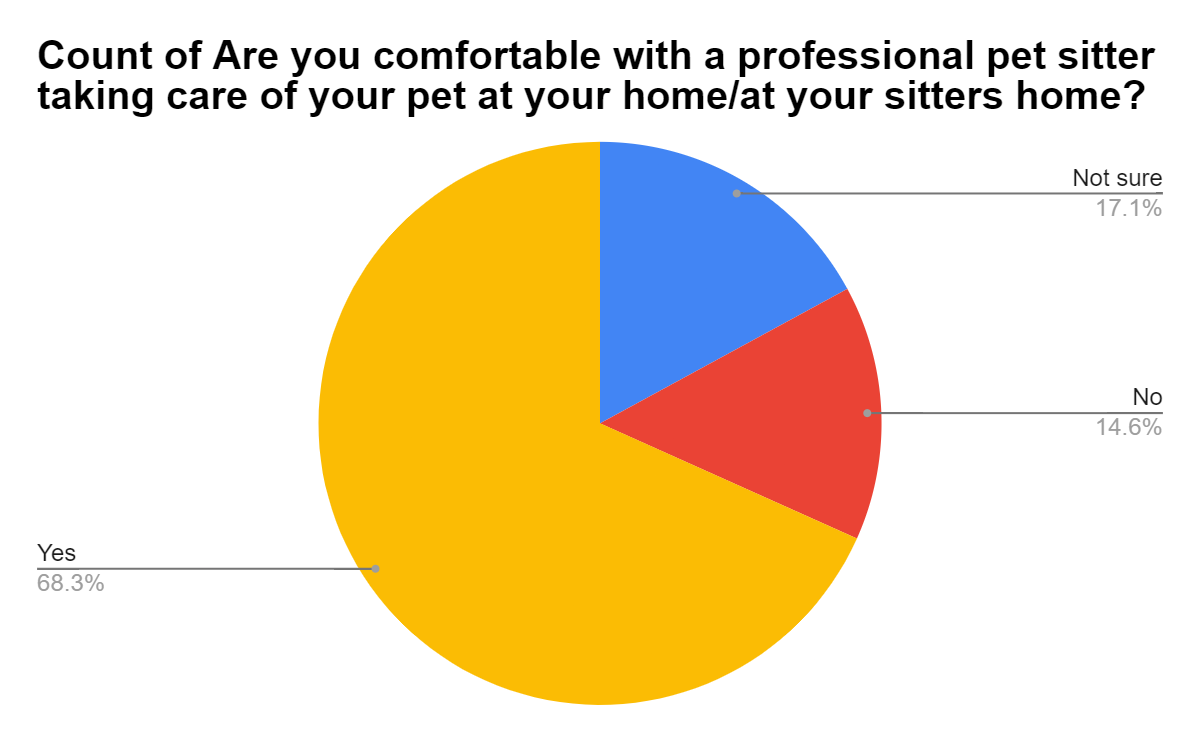 Count of Are you comfortable with a professional pet sitter
taking care of your pet at your home/at your sitters home?
Not sure
17.1%
No
14.6%
Yes
68.3%